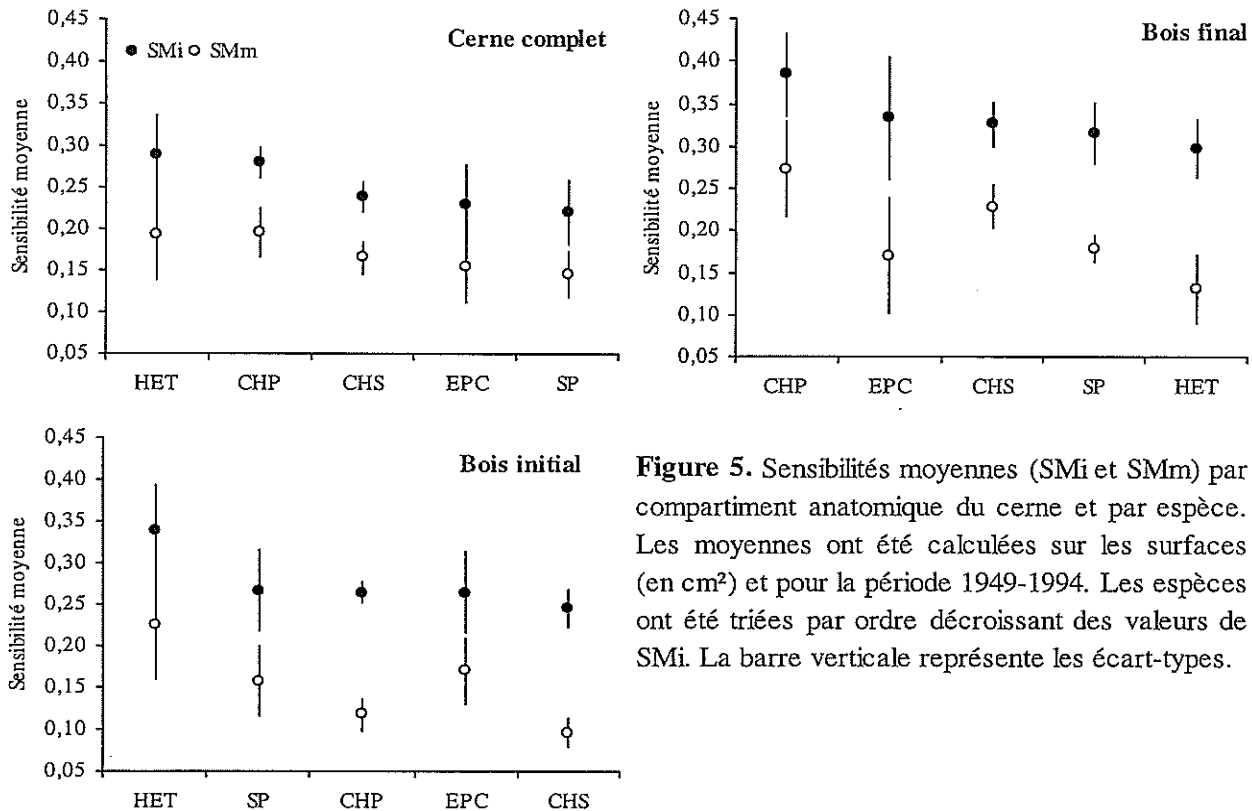 Cerne complet
● SMi ○ SMm
Sensibilité moyenne
0,45
0,40
0,35
0,30
0,25
0,20
0,15
0,10
0,05
HET CHP CHS EPC SP
Bois final
Sensibilité moyenne
0,45
0,40
0,35
0,30
0,25
0,20
0,15
0,10
0,05
CHP EPC CHS SP HET
Bois initial
Sensibilité moyenne
0,45
0,40
0,35
0,30
0,25
0,20
0,15
0,10
0,05
HET SP CHP EPC CHS
Figure 5. Sensibilités moyennes (SMi et SMm) par
compartiment anatomique du cerne et par espèce.
Les moyennes ont été calculées sur les surfaces
(en cm²) et pour la période 1949-1994. Les espèces
ont été triées par ordre décroissant des valeurs de
SMi. La barre verticale représente les écart-types.